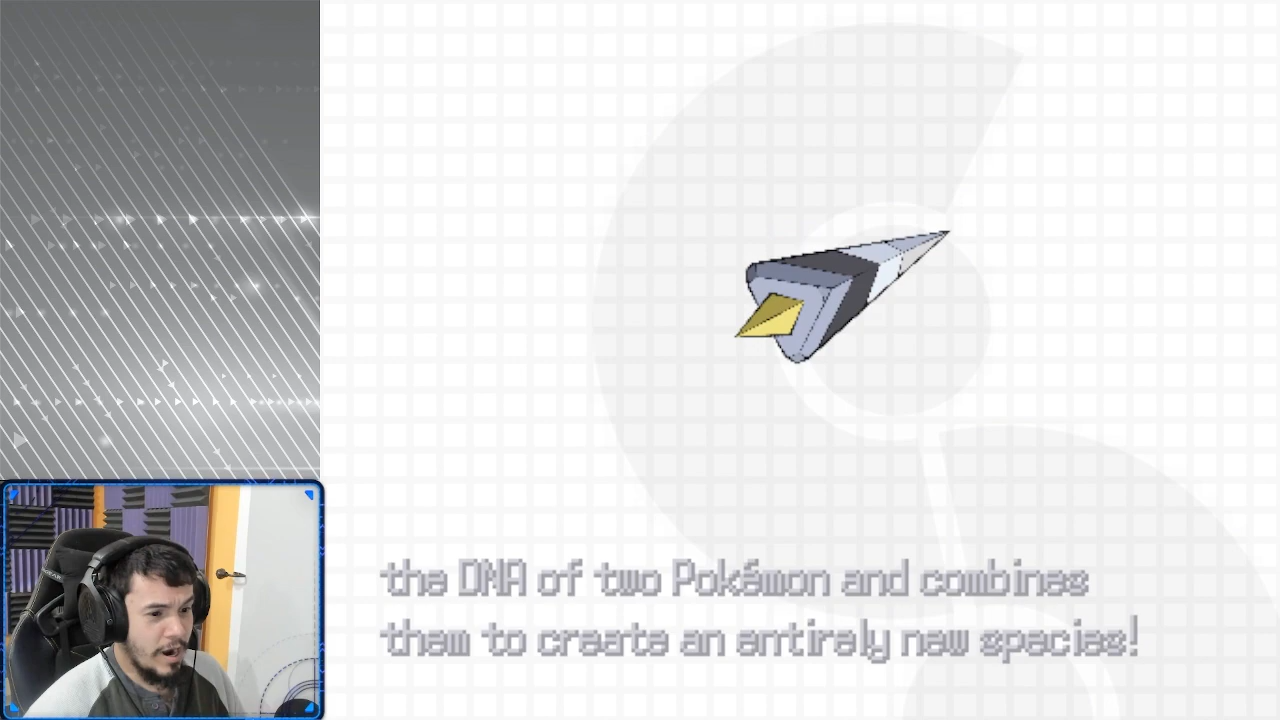 the DNA of two Pokémon and combines
them to create an entirely new species!